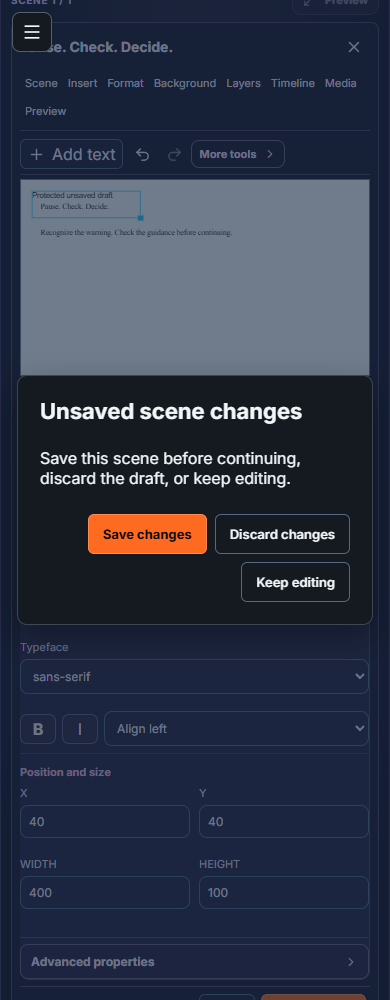 SCENE 1 / 1
Preview
se. Check. Decide.
Scene Insert Format Background Layers Timeline Media
Preview
Add text
More tools
Protected unsaved draft
Pause. Check. Decide.
Recognize the warning. Check the guidance before continuing.
Unsaved scene changes
Save this scene before continuing,
discard the draft, or keep editing.
Save changes
Discard changes
Keep editing
Typeface
sans-serif
B
I
Align left
Position and size
X
Y
40
40
WIDTH
HEIGHT
400
100
Advanced properties